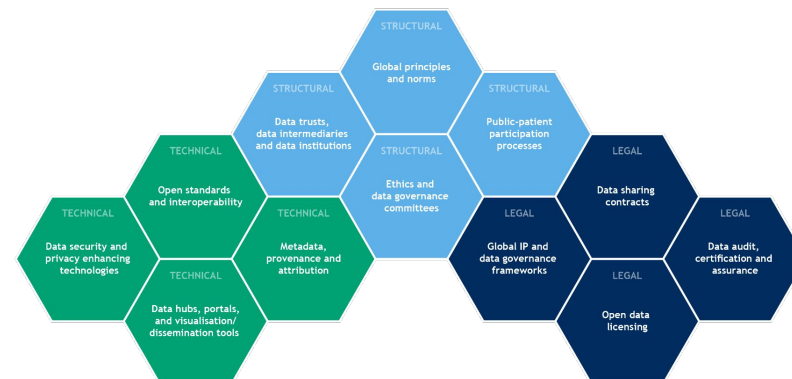 STRUCTURAL
Global principles
and norms
STRUCTURAL
Data trusts,
data intermediaries
and data institutions
STRUCTURAL
Public-patient
participation
processes
TECHNICAL
Open standards
and interoperability
STRUCTURAL
Ethics and
data governance
committees
LEGAL
Data sharing
contracts
TECHNICAL
Data security and
privacy enhancing
technologies
TECHNICAL
Metadata,
provenance and
attribution
LEGAL
Global IP and
data governance
frameworks
LEGAL
Data audit,
certification and
assurance
TECHNICAL
Data hubs, portals,
and visualisation/
dissemination tools
LEGAL
Open data
licensing